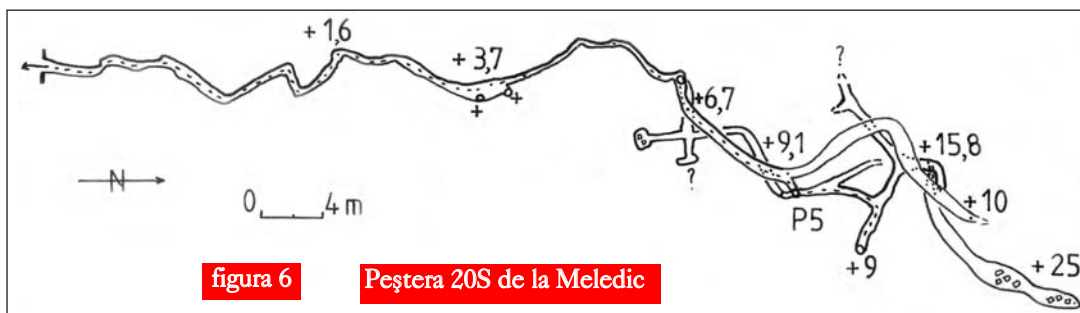 + 1,6
+ 3,7
?
+6,7
+9,1
+15,8
?
+10
N
0 4 m
P5
+9
+25
figura 6 Peştera 20S de la Meledic